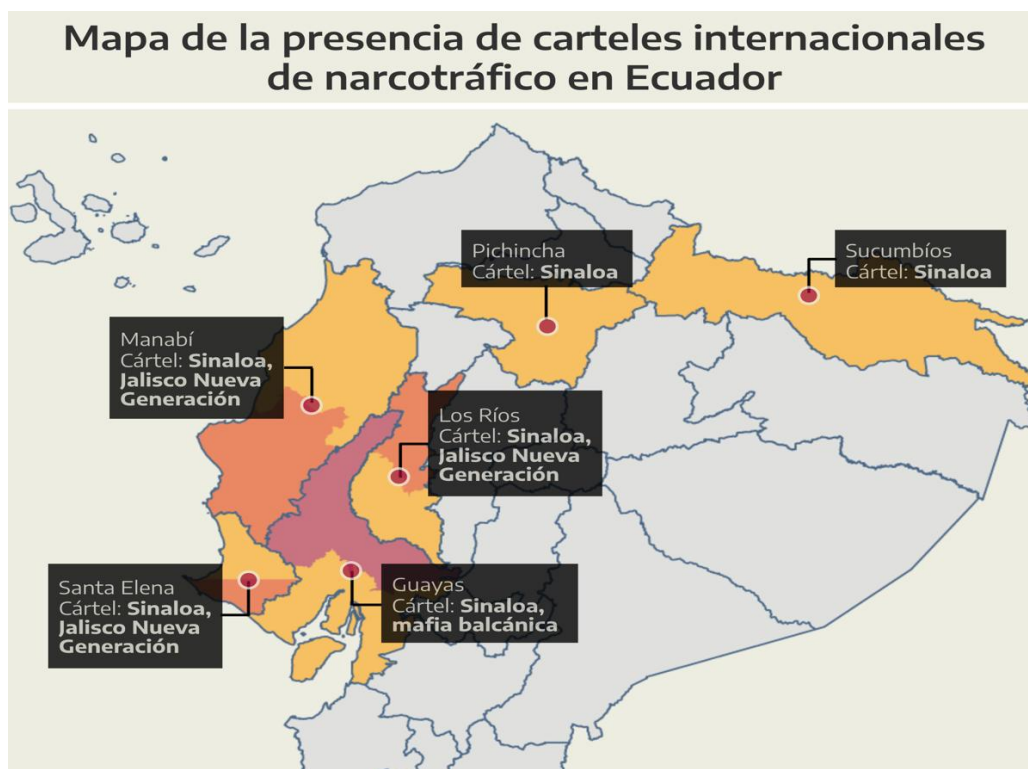 Mapa de la presencia de carteles internacionales
de narcotráfico en Ecuador
Pichincha
Cártel: Sinaloa
Sucumbíos
Cártel: Sinaloa
Manabí
Cártel: Sinaloa,
Jalisco Nueva
Generación
Los Ríos
Cártel: Sinaloa,
Jalisco Nueva
Generación
Santa Elena
Cártel: Sinaloa,
Jalisco Nueva
Generación
Guayas
Cártel: Sinaloa,
mafia balcánica